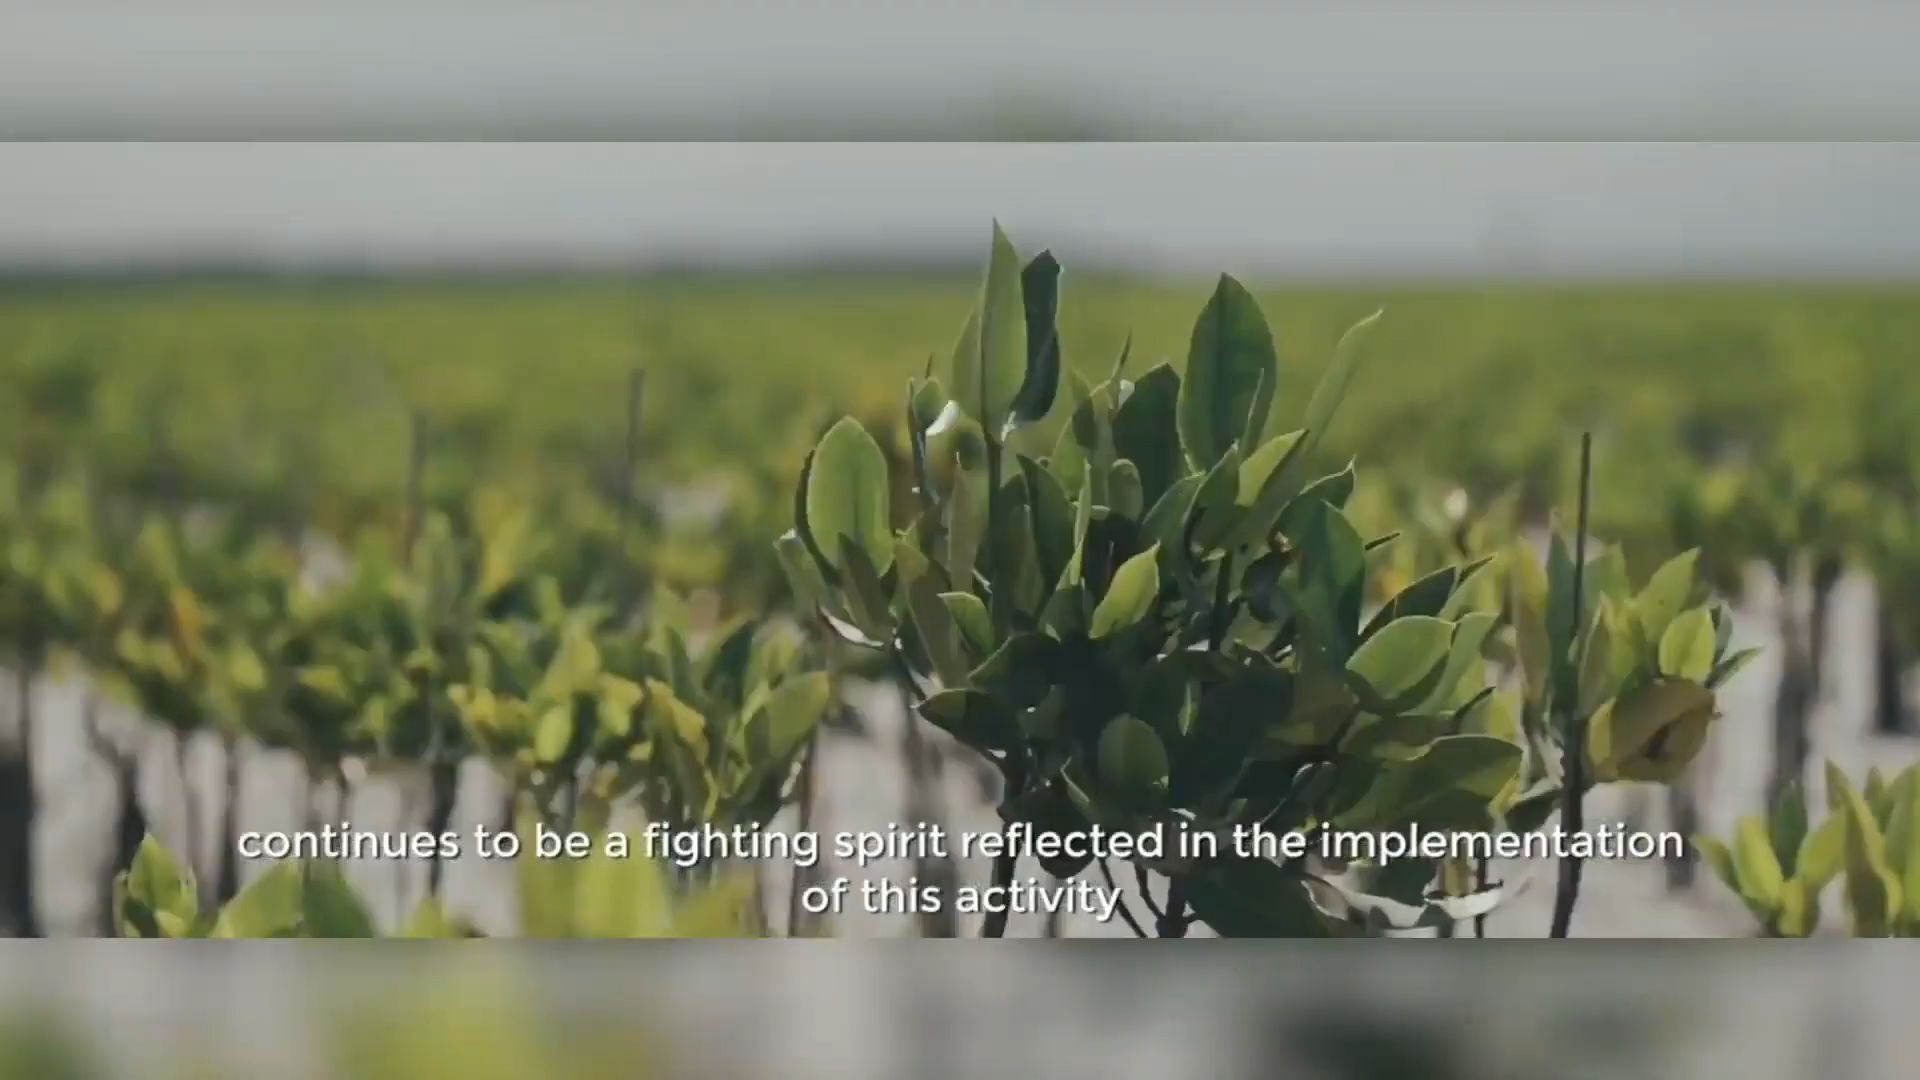 continues to be a fighting spirit reflected in the implementation
of this activity